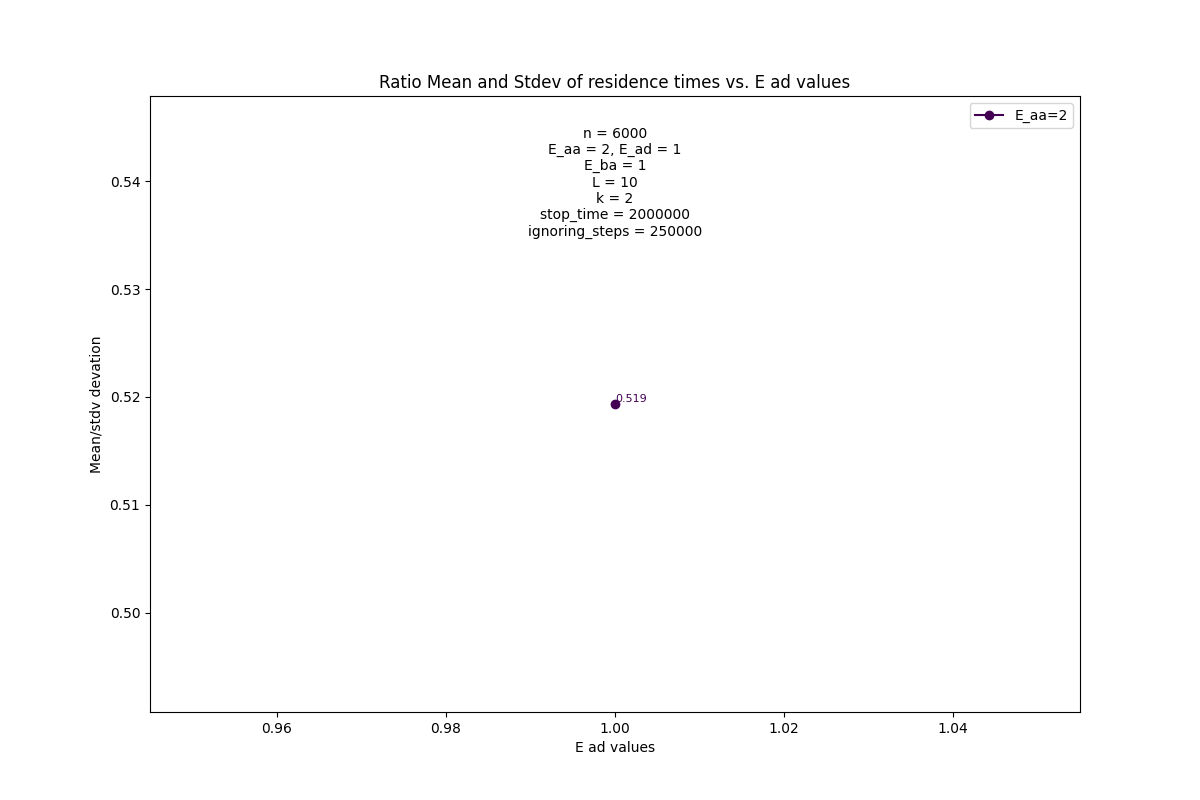 Ratio Mean and Stdev of residence times vs. E ad values
E_aa=2
n = 6000
E_aa = 2, E_ad = 1
E_ba = 1
L = 10
k = 2
stop_time = 2000000
ignoring_steps = 250000
0.54
0.53
0.52
0.51
0.50
Mean/stdv devation
0.519
0.96
0.98
1.00
1.02
1.04
E ad values